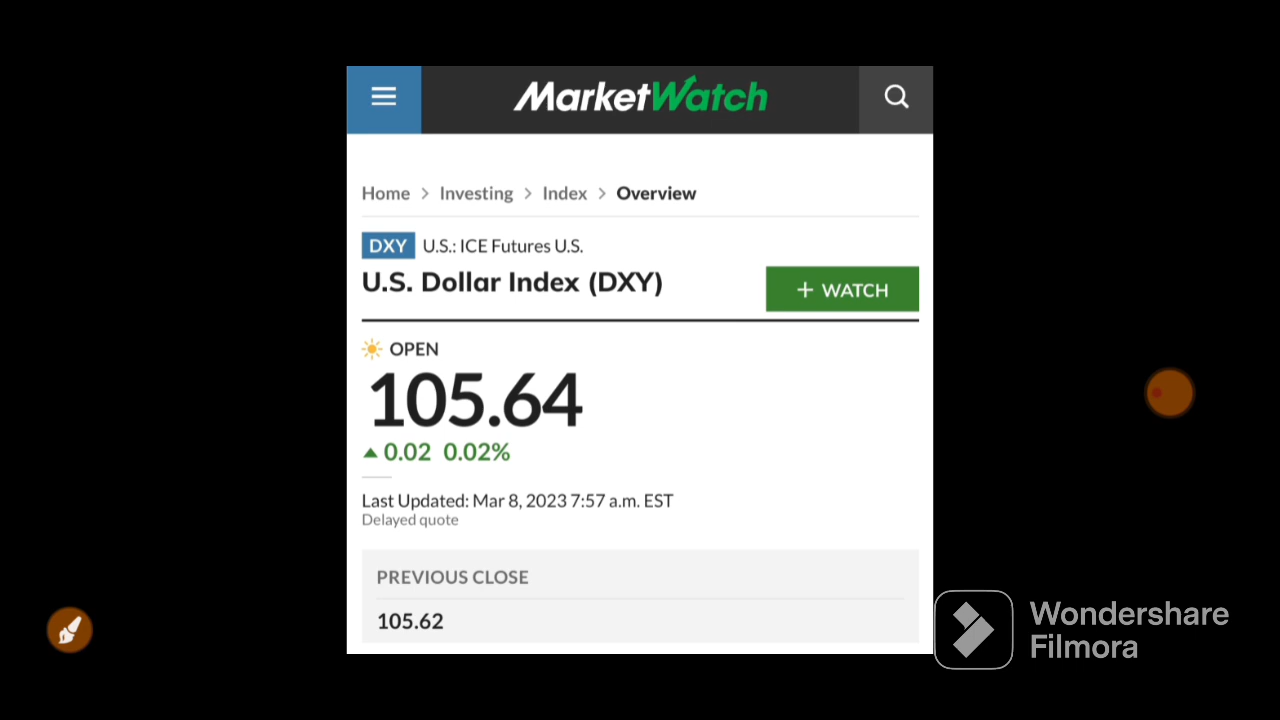 MarketWatch
Home > Investing > Index > Overview
DXY U.S.: ICE Futures U.S.
U.S. Dollar Index (DXY)
+ WATCH
OPEN
105.64
▲ 0.02 0.02%
Last Updated: Mar 8, 2023 7:57 a.m. EST
Delayed quote
PREVIOUS CLOSE
105.62
Wondershare
Filmora